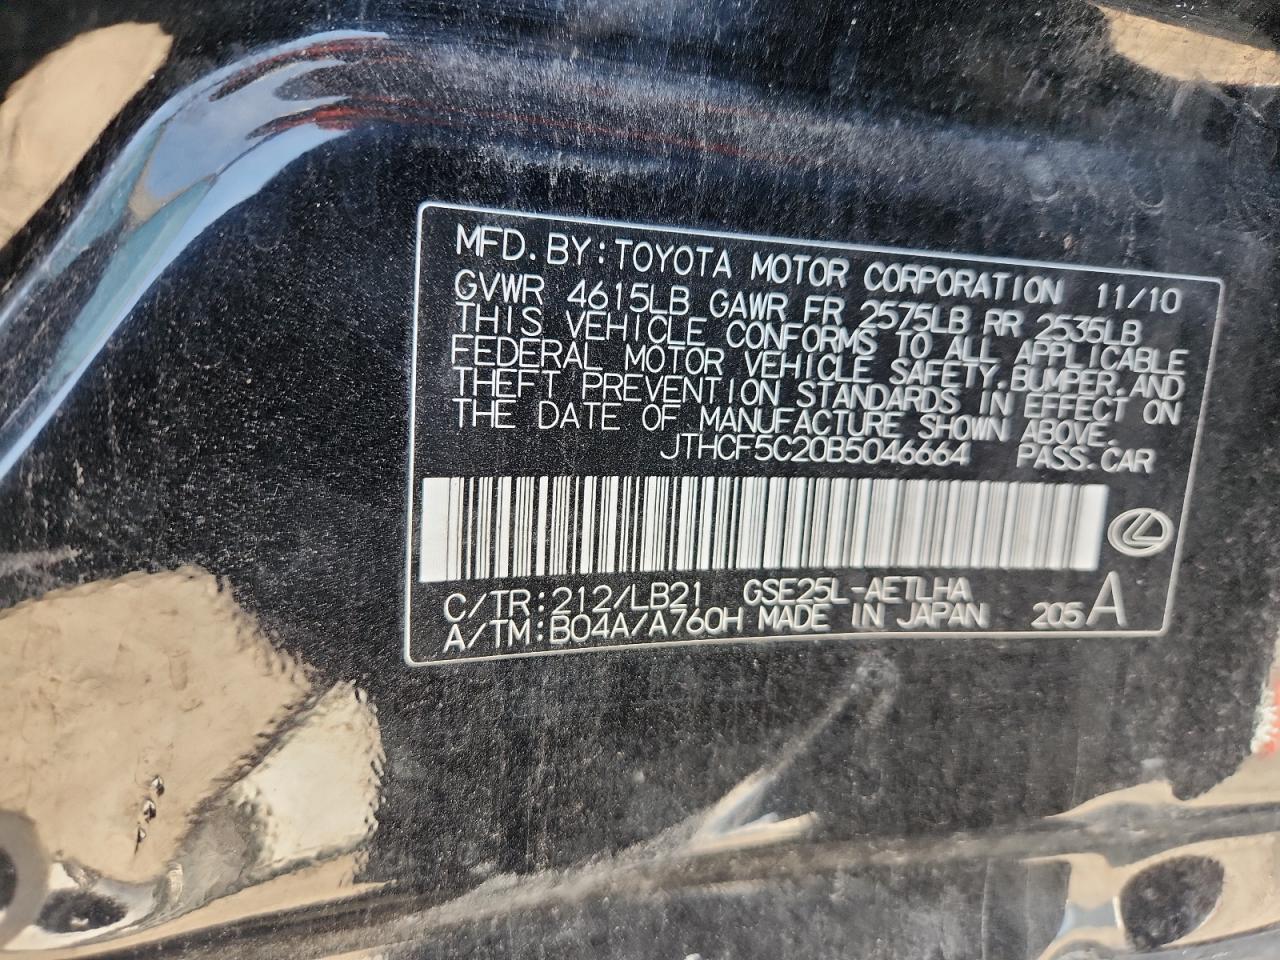 MFD. BY: TOYOTA MOTOR CORPORATION 11/10
GVWR 4615LB GAWR FR 2575LB RR 2535LB
THIS VEHICLE CONFORMS TO ALL APPLICABLE
FEDERAL MOTOR VEHICLE SAFETY, BUMPER, AND
THEFT PREVENTION STANDARDS IN EFFECT ON
THE DATE OF MANUFACTURE SHOWN ABOVE.
JTHCF5C20B5046664 PASS. CAR
C/TR: 212/LB21 GSE25L-AETLHA
A/TM: B04A/A760H MADE IN JAPAN 205 A